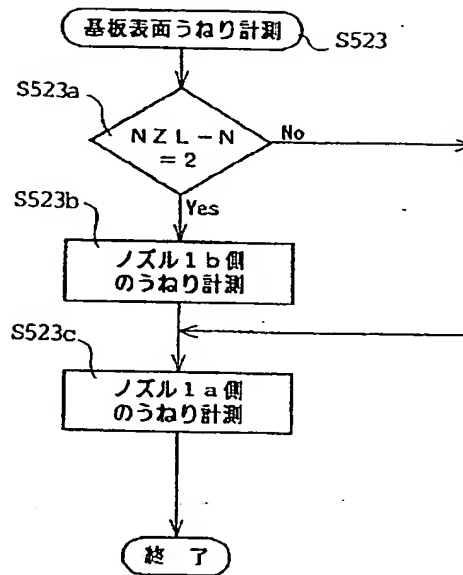 基板表面うねり計測
S523
S523a
NZL-N
=2
No
Yes
S523b
ノズル1b側
のうねり計測
S523c
ノズル1a側
のうねり計測
終了